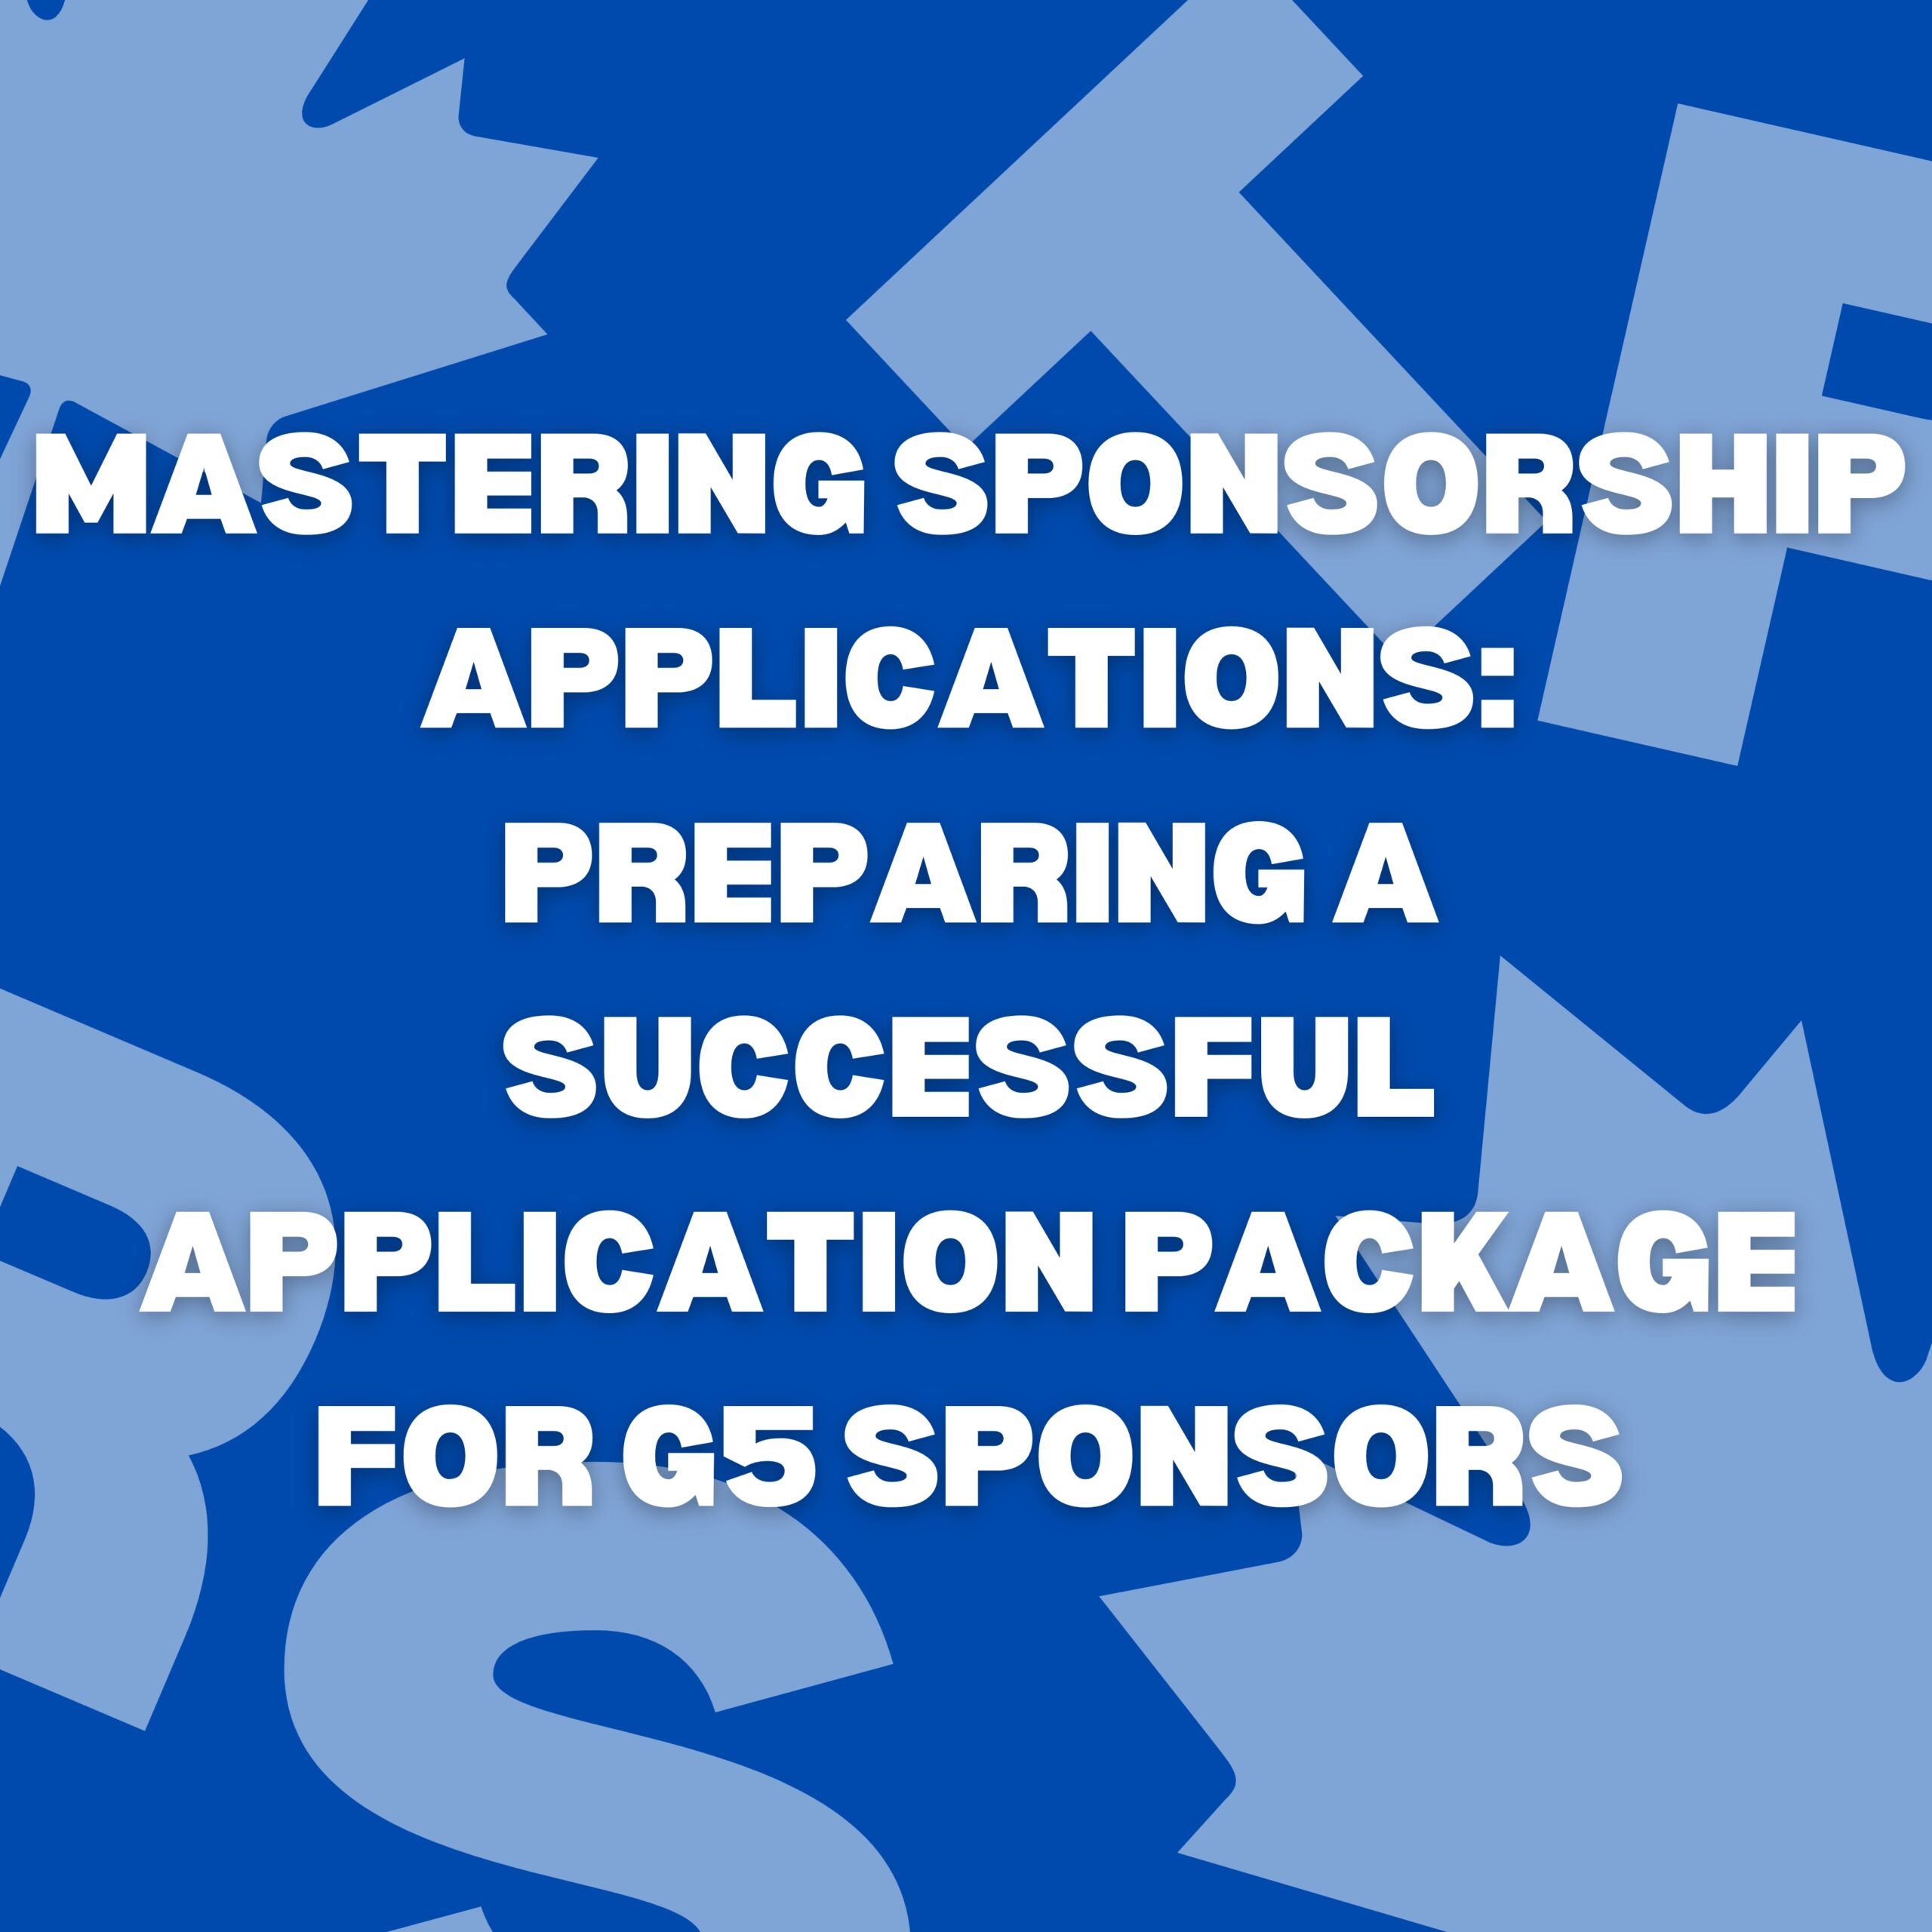 MASTERING SPONSORSHIP
APPLICATIONS:
PREPARING A
SUCCESSFUL
APPLICATION PACKAGE
FOR G5 SPONSORS